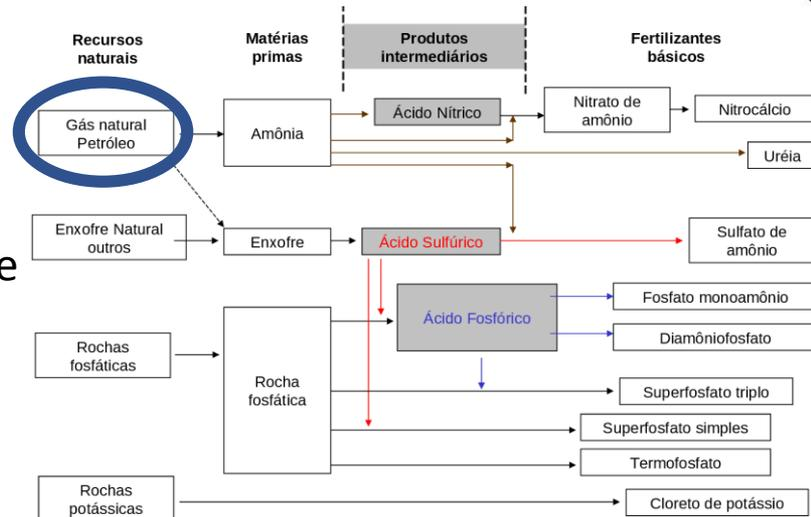 Recursos
naturais
Matérias
primas
Produtos
intermediários
Fertilizantes
básicos
Gás natural
Petróleo
Amônia
Ácido Nítrico
Nitrato de
amônio
Nitrocálcio
Uréia
Enxofre Natural
outros
Enxofre
Ácido Sulfúrico
Sulfato de
amônio
e
Rochas
fosfáticas
Rocha
fosfática
Ácido Fosfórico
Fosfato monoamônio
Diamôniofosfato
Superfosfato triplo
Superfosfato simples
Termofosfato
Rochas
potássicas
Cloreto de potássio